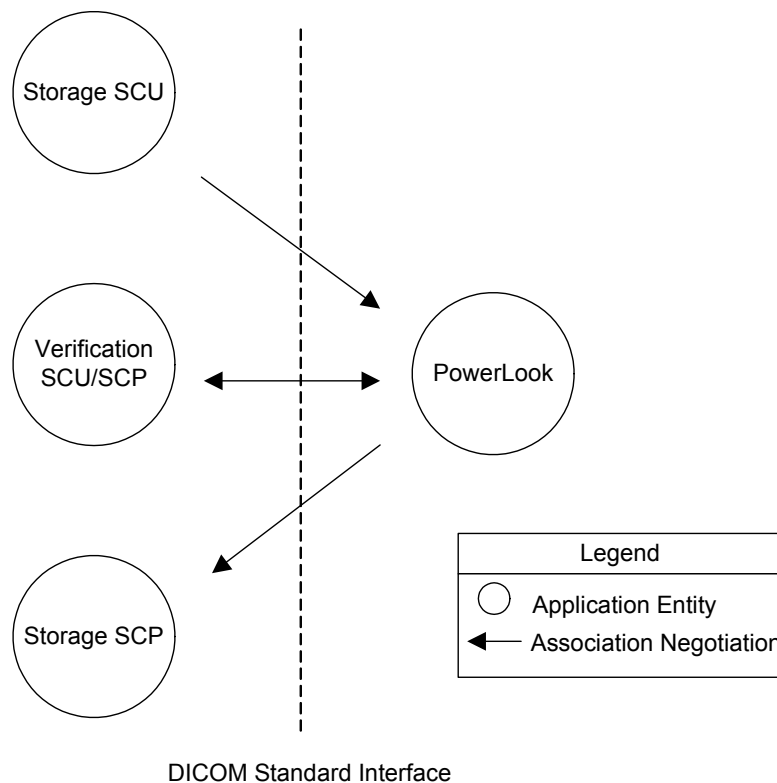 Storage SCU
Verification
SCU/SCP
PowerLook
Storage SCP
Legend
Application Entity
Association Negotiation
DICOM Standard Interface